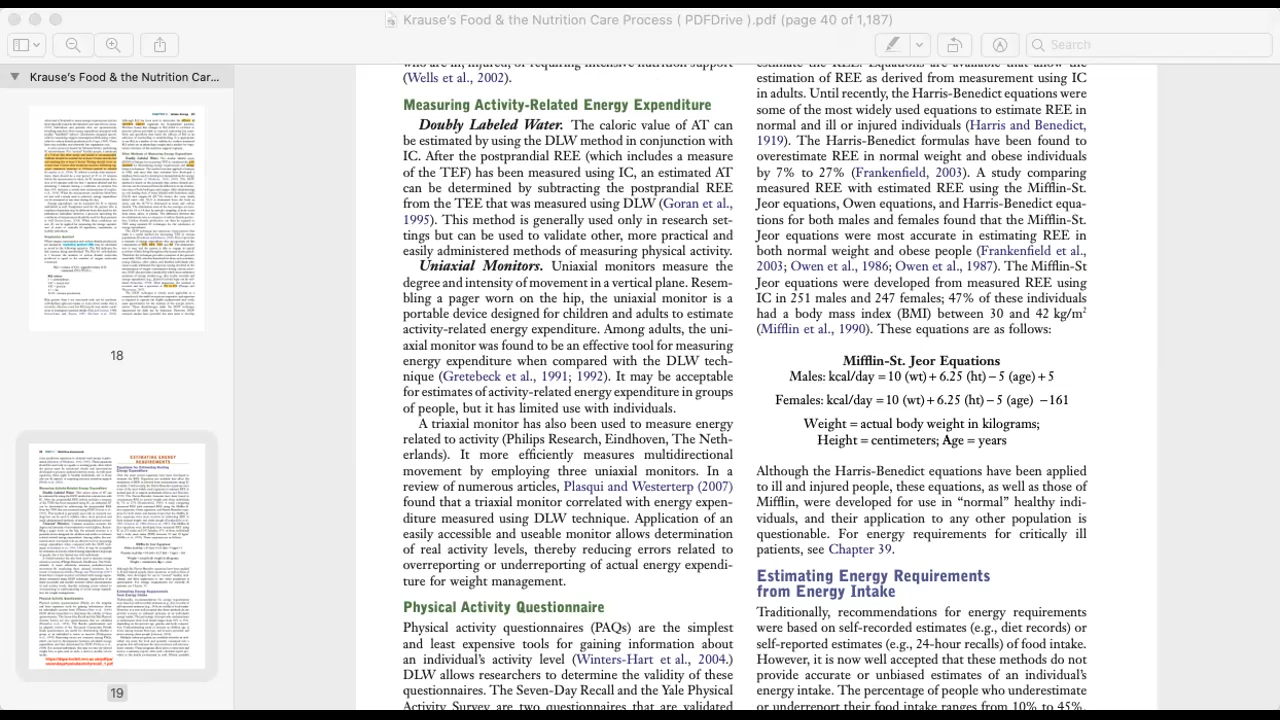 Krause's Food & the Nutrition Care Process ( PDFDrive ).pdf (page 40 of 1,187)
Search
Krause's Food & the Nutrition Car...
18
19
who are in, injured, or requiring intensive nutrition support
(Wells et al., 2002).
Measuring Activity-Related Energy Expenditure
Doubly Labeled Water. The caloric value of AT can
be estimated by using the DLW method in conjunction with
IC. After the postprandial REE (which includes a measure
of the TEF) has been measured using IC, an estimated AT
can be determined by subtracting the postprandial REE
from the TEE that was measured using DLW (Goran et al.,
1995). This method is generally used only in research set-
tings but can be used to validate other more practical and
easily administered methods of measuring physical activity.
Uniaxial Monitors. Uniaxial monitors measure the
degree and intensity of movement in a vertical plane. Resem-
bling a pager worn on the waist, a uniaxial monitor is a
portable device designed for children and adults to estimate
activity-related energy expenditure. Among adults, the uni-
axial monitor was found to be an effective tool for measuring
energy expenditure when compared with the DLW tech-
nique (Gretebeck et al., 1991; 1992). It may be acceptable
for estimates of activity-related energy expenditure in groups
of people, but it has limited use with individuals.
A triaxial monitor has also been used to measure energy
related to activity (Philips Research, Eindhoven, The Neth-
erlands). It more efficiently measures multidirectional
movement by employing three uniaxial monitors. In a
review of numerous articles, Plasqui and Westerterp (2007)
found that a triaxial monitor correlated with energy expen-
diture measured using DLW technique. Application of an
easily accessible and usable monitor allows determination
of real activity levels, thereby reducing errors related to
overreporting or underreporting of actual energy expendi-
ture for weight management.
Physical Activity Questionnaire
Physical activity questionnaires (PAQs) are the simplest
and least expensive tools for gaining information about
an individual's activity level (Winters-Hart et al., 2004.)
DLW allows researchers to determine the validity of these
questionnaires. The Seven-Day Recall and the Yale Physical
Activity Survey are two questionnaires that are validated
estimate the REE. Equations are available that allow the
estimation of REE as derived from measurement using IC
in adults. Until recently, the Harris-Benedict equations were
some of the most widely used equations to estimate REE in
normal and ill or injured individuals (Harris and Benedict,
1919). The Harris-Benedict formulas have been found to
overestimate REE in normal weight and obese individuals
by 7% to 27% (Frankenfield, 2003). A study comparing
measured REE with estimated REE using the Mifflin-St.
Jeor equations, Owen equations, and Harris-Benedict equa-
tions for males and females found that the Mifflin-St.
Jeor equations were most accurate in estimating REE in
both normal weight and obese people (Frankenfield et al.,
2003; Owen et al., 1986; Owen et al., 1987). The Mifflin-St
Jeor equations were developed from measured REE using
IC in 251 males and 247 females; 47% of these individuals
had a body mass index (BMI) between 30 and 42 kg/m²
(Mifflin et al., 1990). These equations are as follows:
Mifflin-St. Jeor Equations
Males: kcal/day = 10 (wt) + 6.25 (ht) − 5 (age) + 5
Females: kcal/day = 10 (wt) + 6.25 (ht) − 5 (age) −161
Weight = actual body weight in kilograms;
Height = centimeters; Age = years
Although the Harris-Benedict equations have been applied
to ill and injured persons, these equations, as well as those of
Mifflin, were developed for use in "normal" healthy indi-
viduals, and their application to any other population is
questionable. For energy requirements for critically ill
patients, see Chapter 39.
Estimating Energy Requirements
from Energy Intake
Traditional recommendations for energy requirements
were based on self-recorded estimates (e.g., diet records) or
self-reported estimates (e.g., 24-hour recalls) of food intake.
However, it is now well accepted that these methods do not
provide accurate or unbiased estimates of an individual's
energy intake. The percentage of people who underestimate
or underreport their food intake ranges from 10% to 45%,